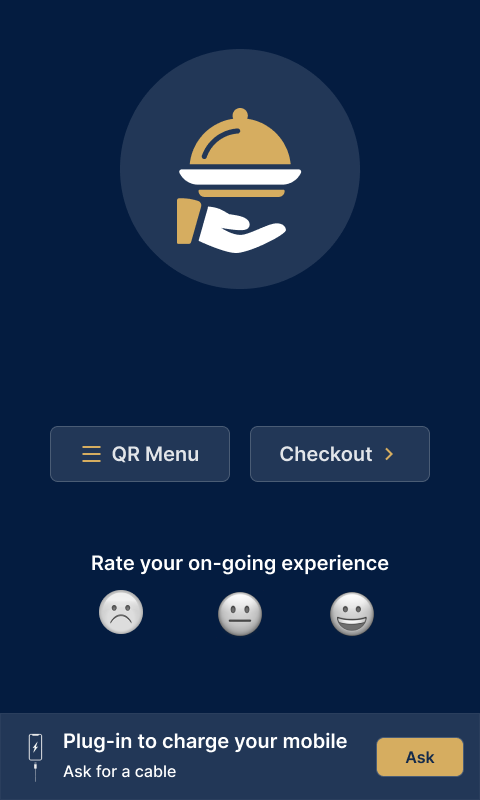 QR Menu
Checkout
Rate your on-going experience
Plug-in to charge your mobile
Ask for a cable
Ask